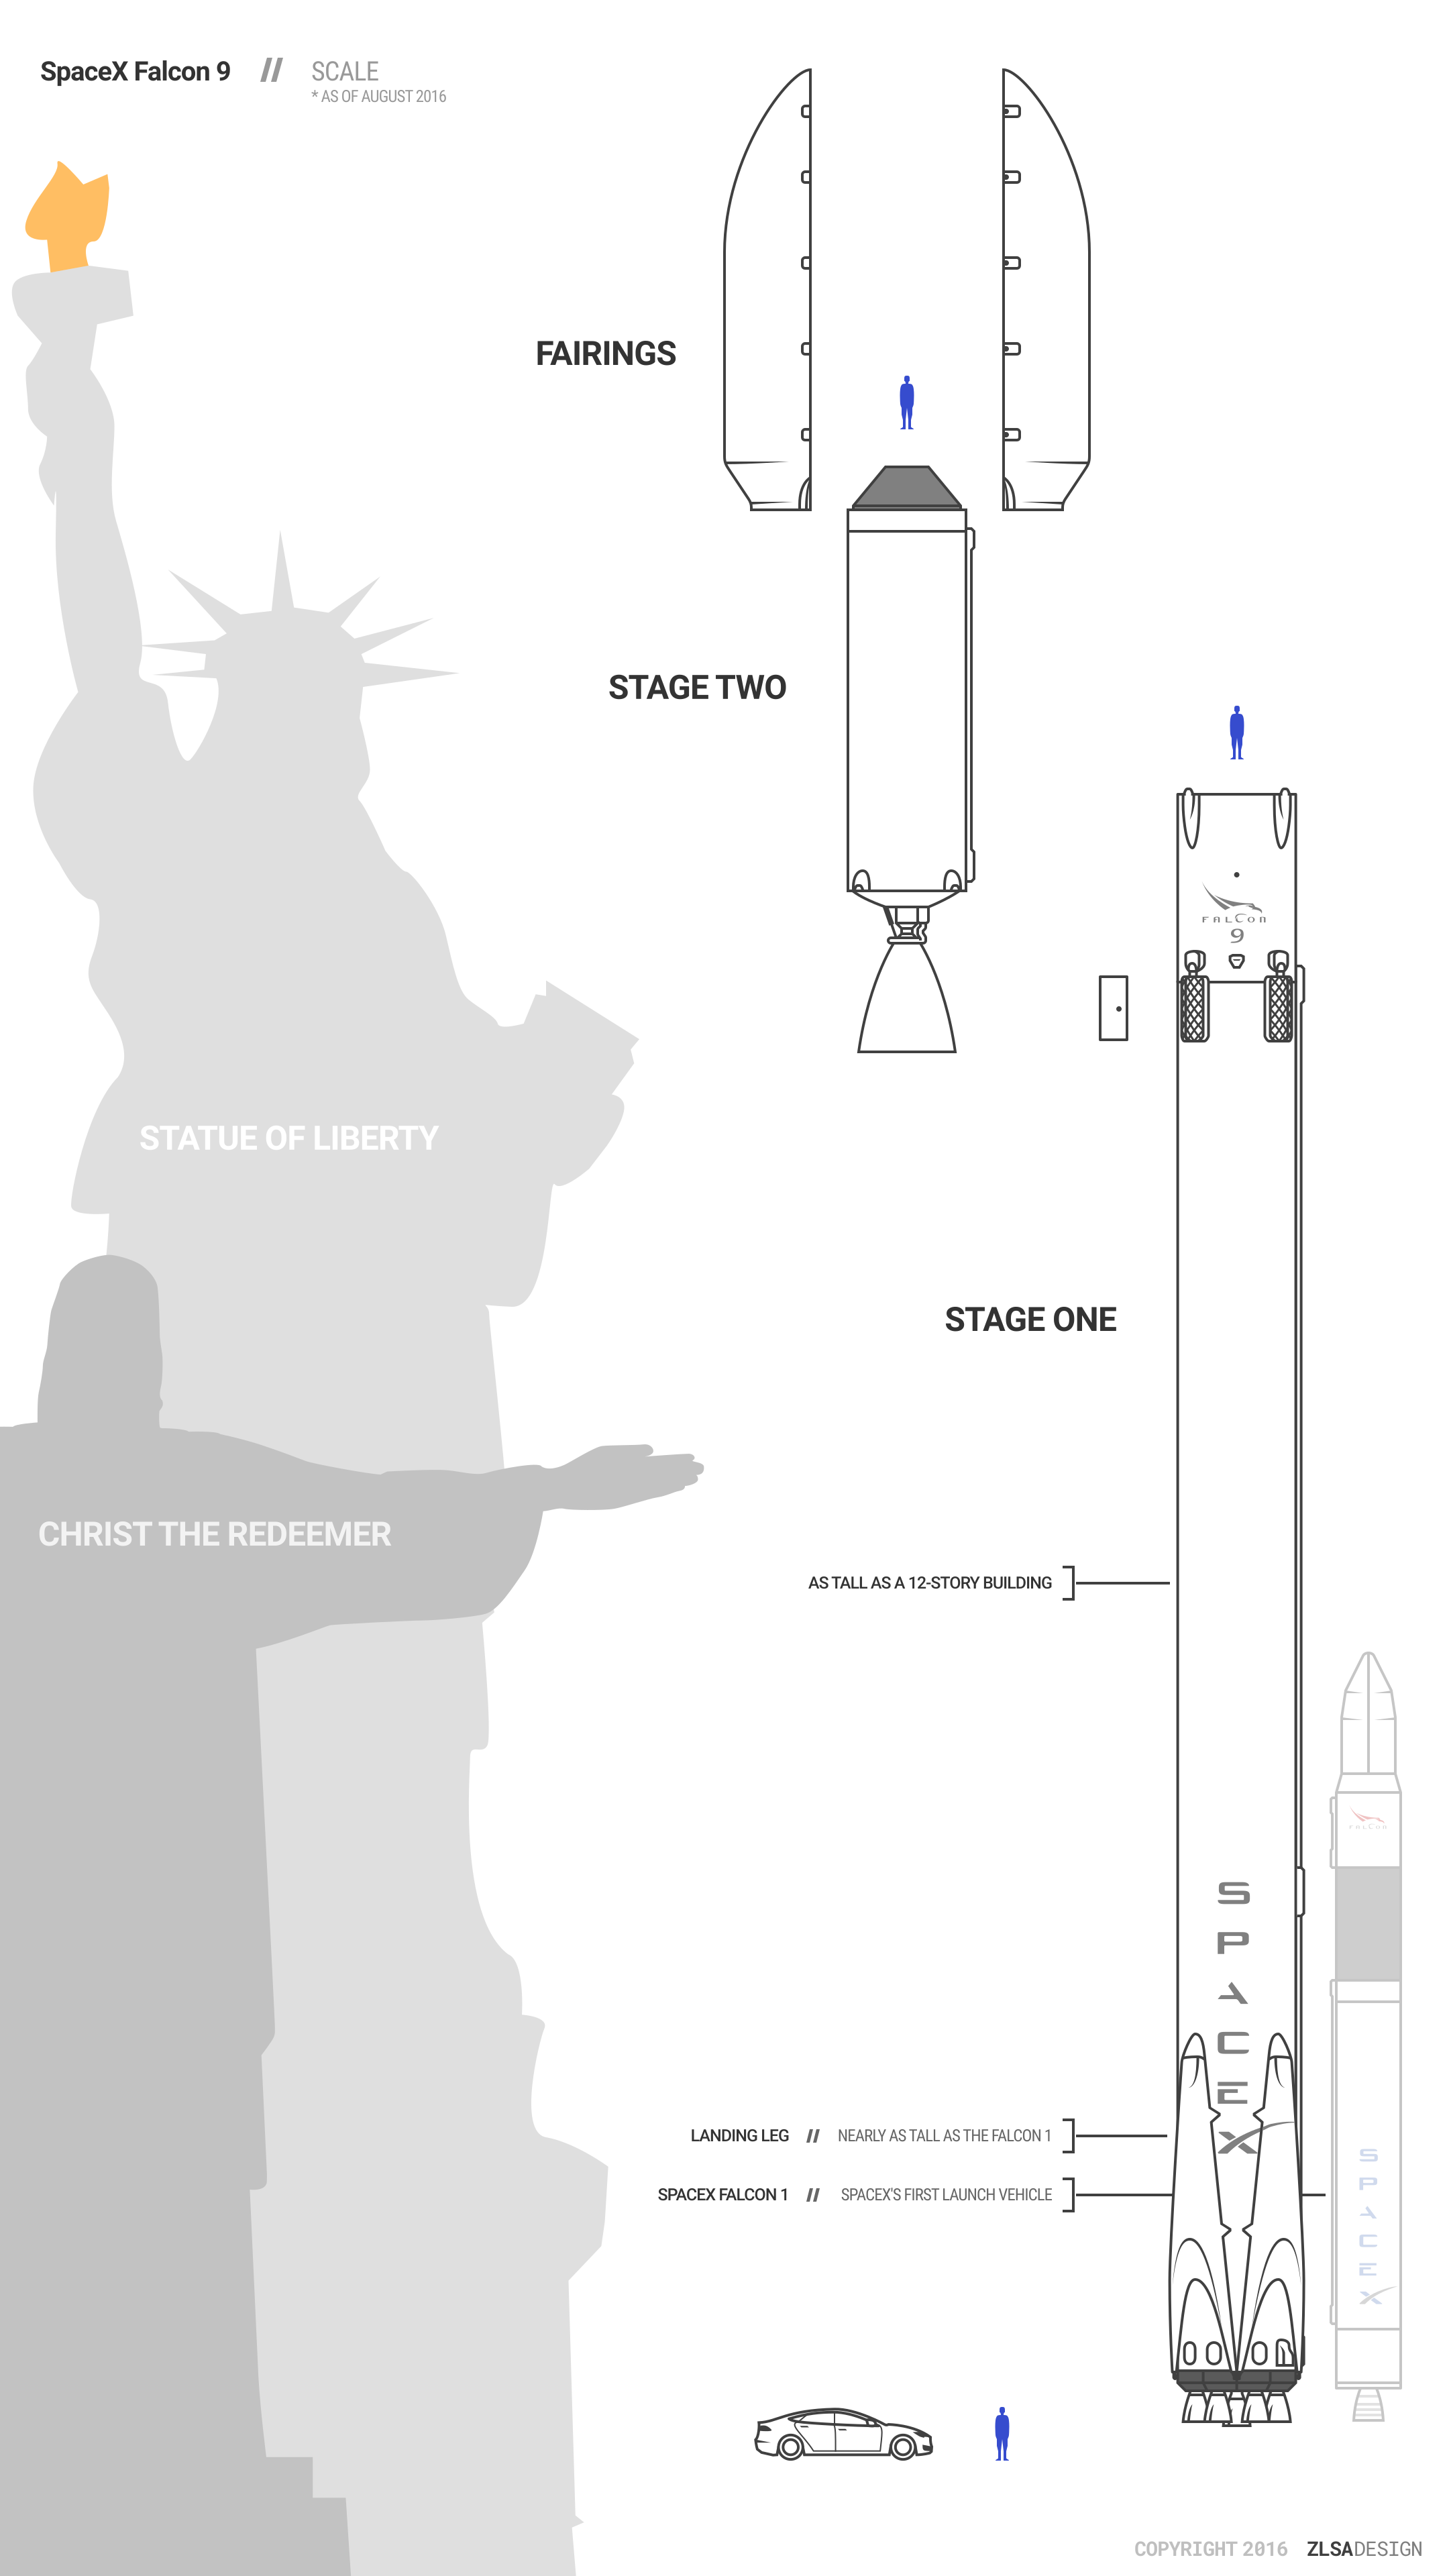 SpaceX Falcon 9 // SCALE
* AS OF AUGUST 2016
FAIRINGS
STAGE TWO
FALCON
9
STATUE OF LIBERTY
STAGE ONE
CHRIST THE REDEEMER
AS TALL AS A 12-STORY BUILDING
FALCON
S
P
A
C
E
X
LANDING LEG // NEARLY AS TALL AS THE FALCON 1
SPACEX FALCON 1 // SPACEX'S FIRST LAUNCH VEHICLE
S
P
A
C
E
X
COPYRIGHT 2016 ZLSADESIGN